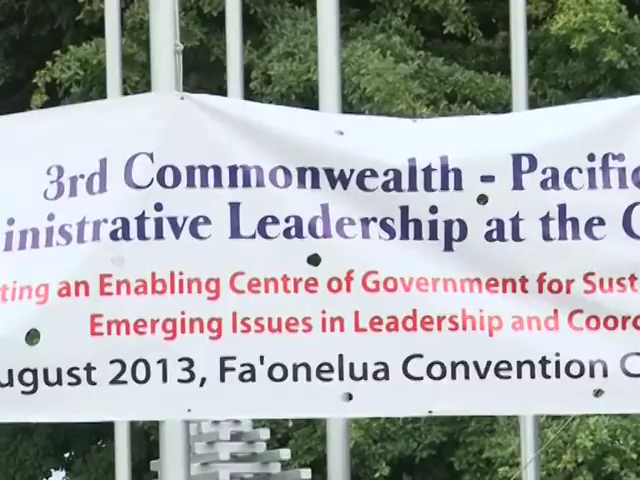 3rd Commonwealth - Pacific
inistrative Leadership at the C
ting an Enabling Centre of Government for Sust
Emerging Issues in Leadership and Coord
ugust 2013, Fa'onelua Convention C